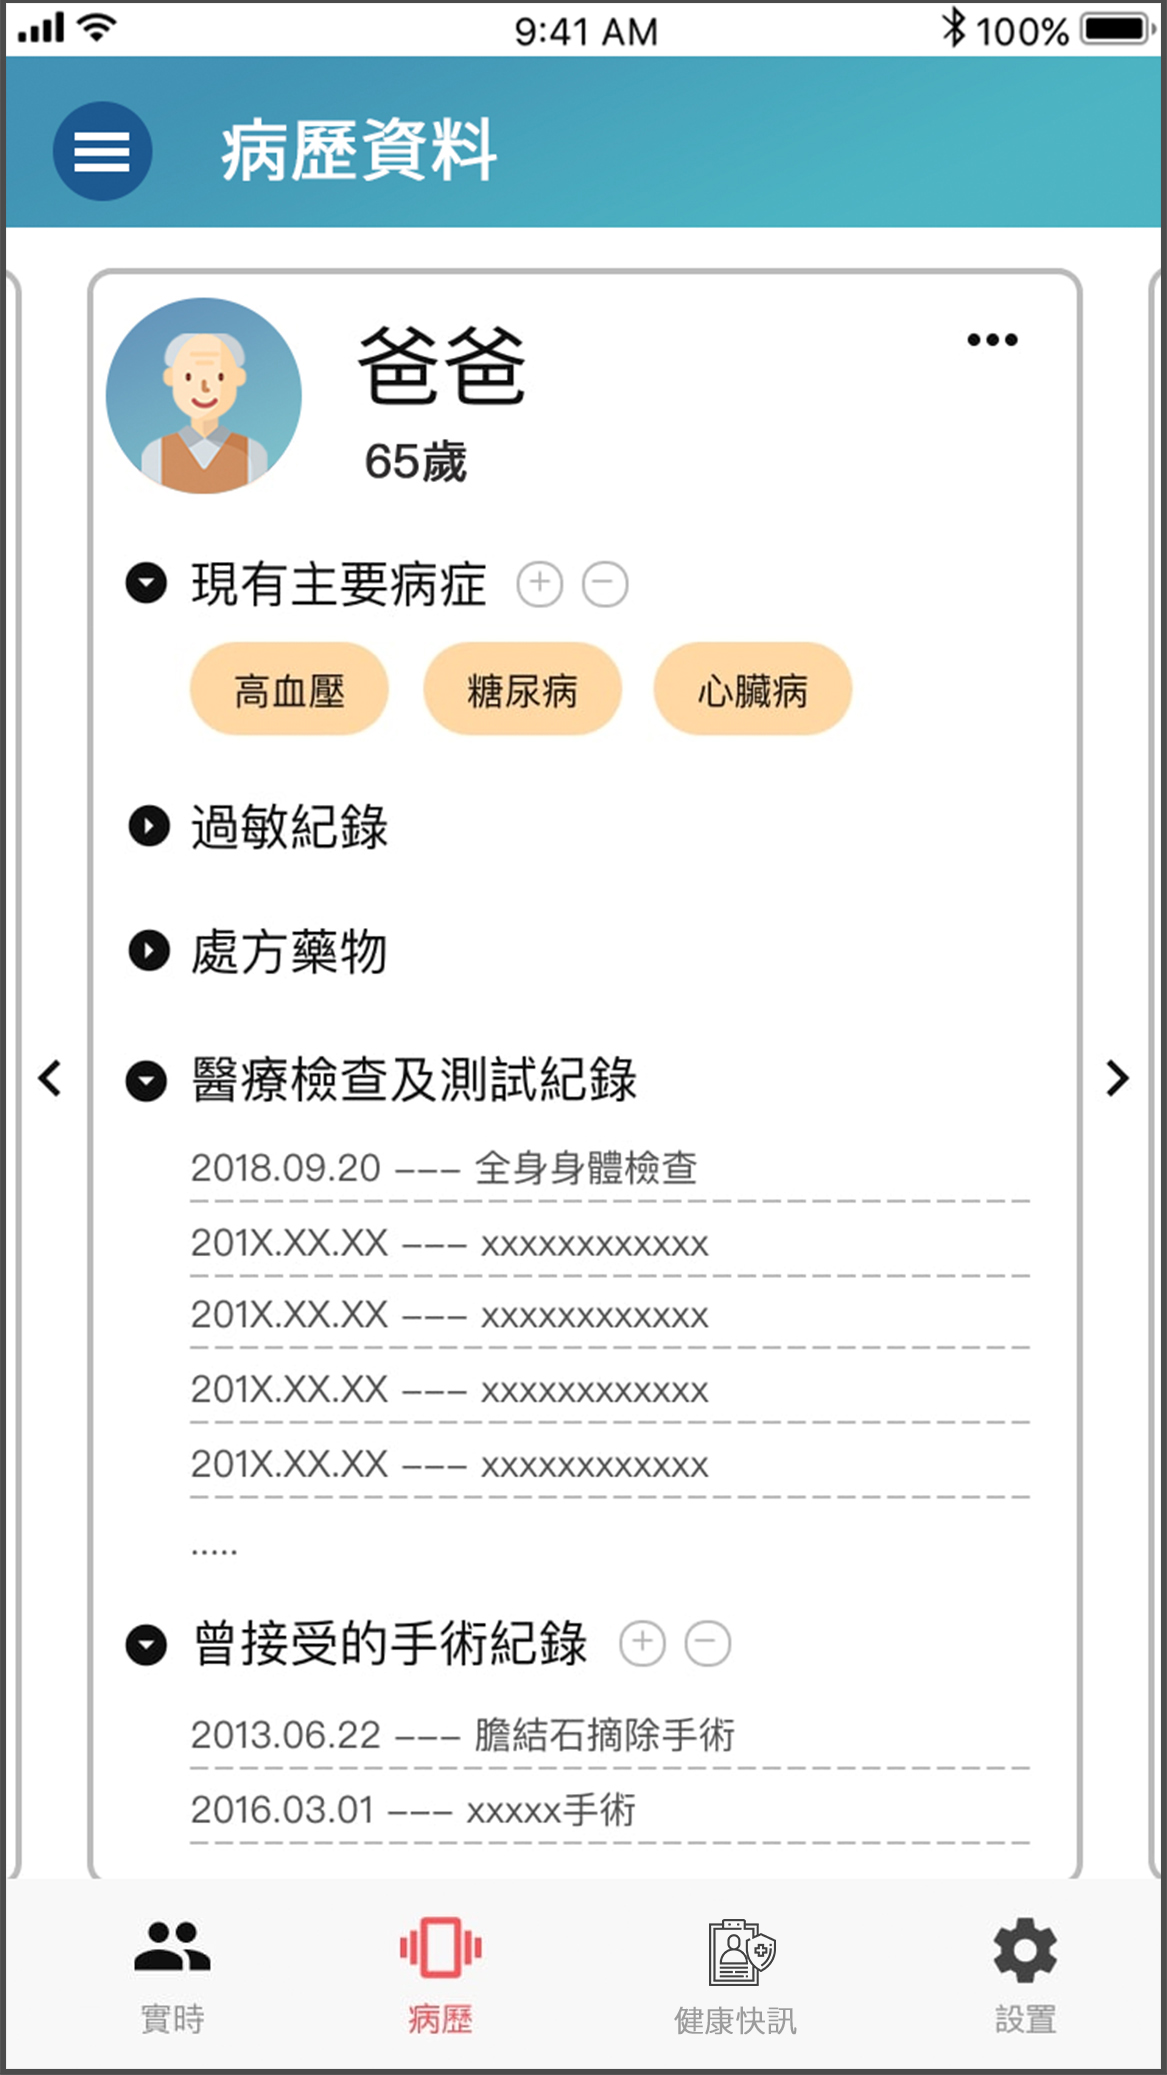 9:41 AM
100%
病歷資料
爸爸
65歲
現有主要病症
高血壓 糖尿病 心臟病
過敏紀錄
處方藥物
醫療檢查及測試紀錄
2018.09.20 --- 全身身體檢查
201X.XX.XX --- xxxxxxxxxxxx
201X.XX.XX --- xxxxxxxxxxxx
201X.XX.XX --- xxxxxxxxxxxx
201X.XX.XX --- xxxxxxxxxxxx
.....
曾接受的手術紀錄
2013.06.22 --- 膽結石摘除手術
2016.03.01 --- xxxxx手術
實時 病歷 健康快訊 設置